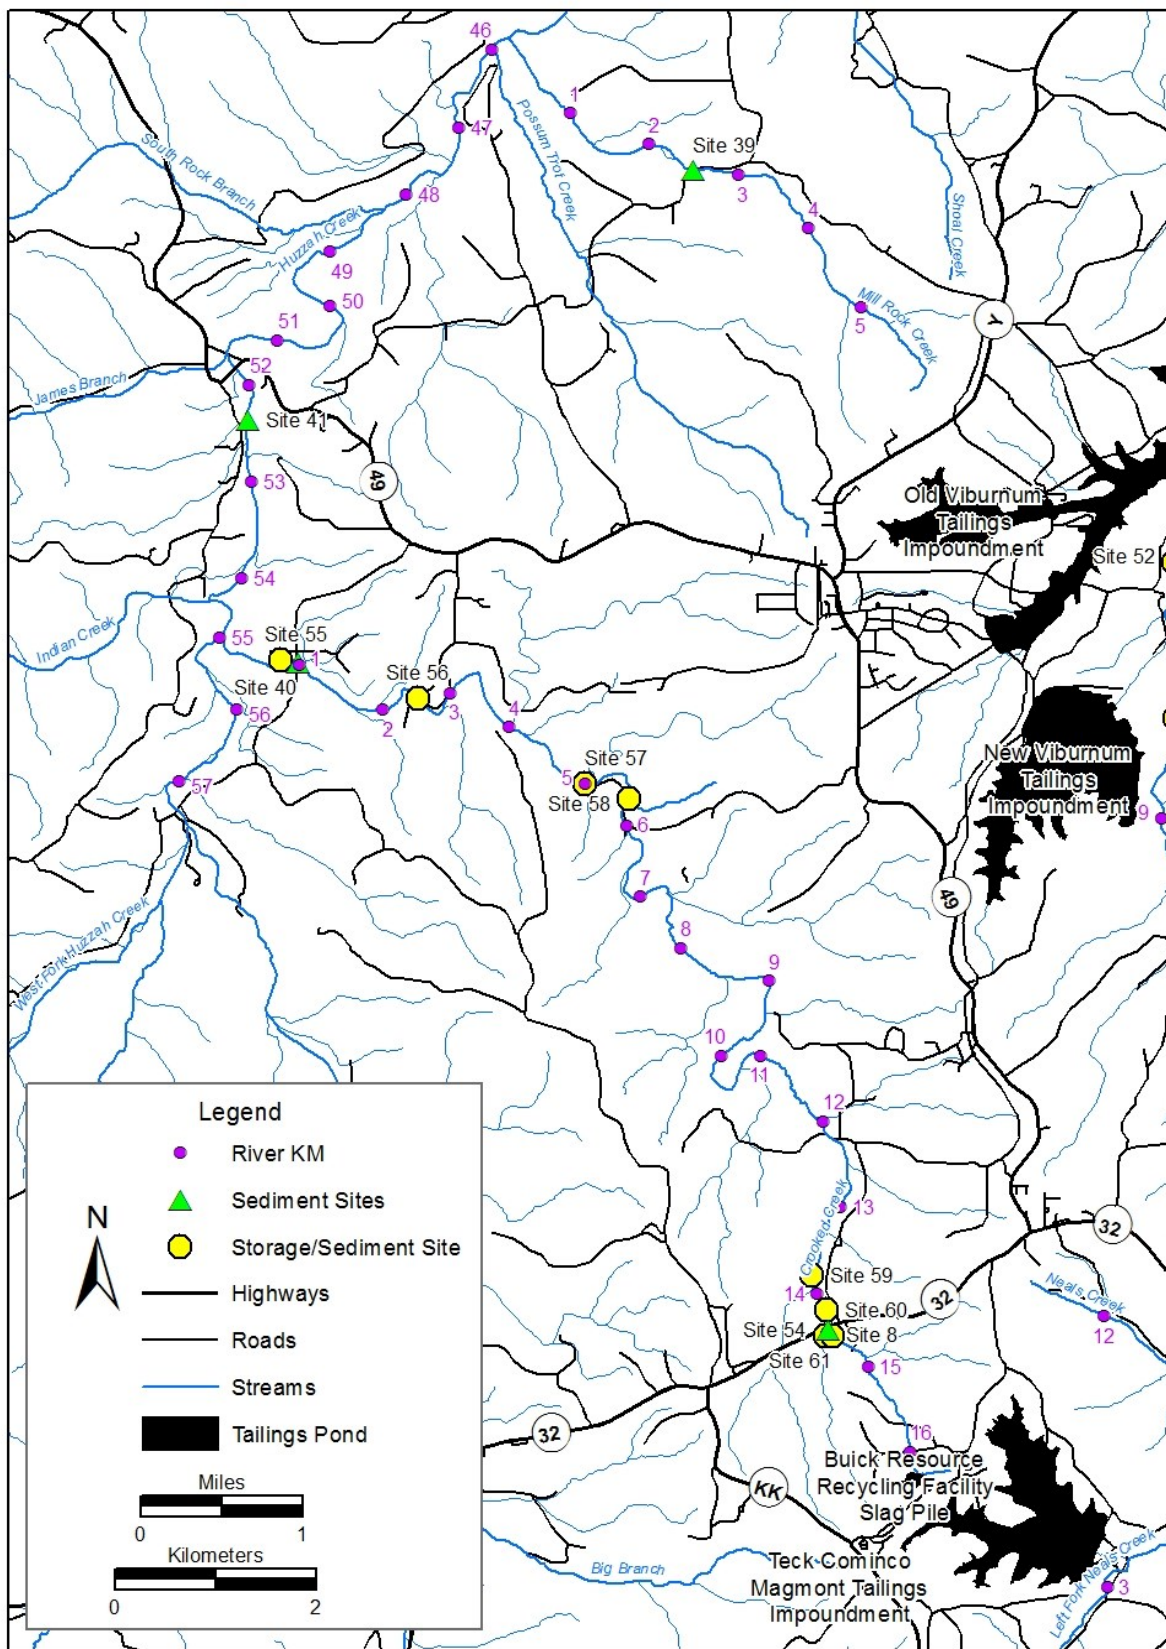 46
1
2
Site 39
47
3
Possum Trot Creek
South Rock Branch
48
4
Shoal Creek
Huzzah Creek
49
50
Mill Rock Creek
5
Y
51
52
James Branch
Site 41
49
53
Old Viburnum
Tailings
Impoundment
Site 52
54
Indian Creek
55
Site 55
1
Site 40
Site 56
56
2
3
4
57
5
Site 57
Site 58
6
New Viburnum
Tailings
Impoundment
9
7
49
West Fork Huzzah Creek
8
9
10
11
12
13
Crooked Creek
32
Site 59
14
Site 60
32
Neals Creek
12
Site 54
Site 8
Site 61
15
32
16
Buick Resource
Recycling Facility
Slag Pile
KK
Big Branch
Teck Cominco
Magmont Tailings
Impoundment
Left Fork Neals Creek
3
Legend
River KM
Sediment Sites
Storage/Sediment Site
N
Highways
Roads
Streams
Tailings Pond
Miles
0 1
Kilometers
0 2